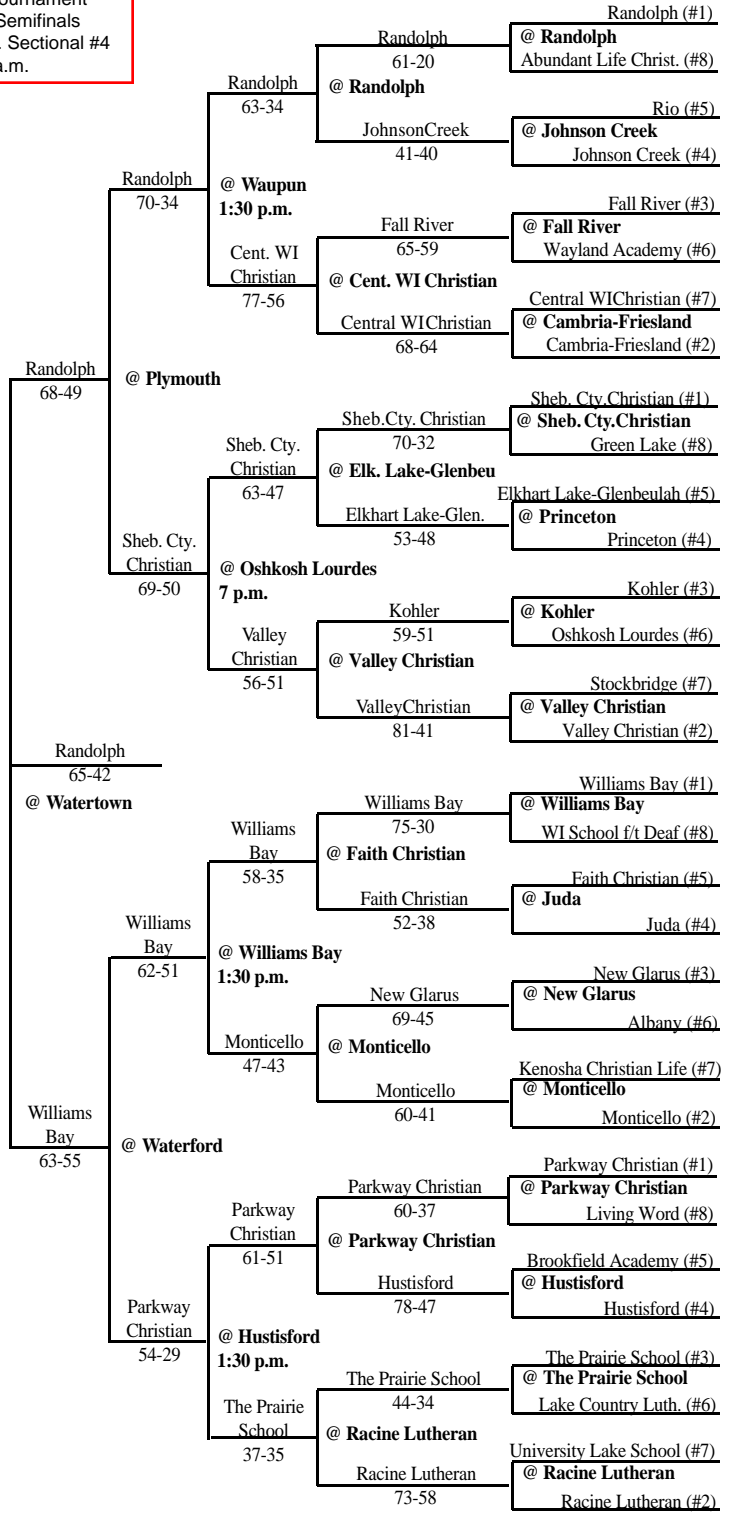 ournament
Semifinals
. Sectional #4
a.m.
Randolph (#1)
@ Randolph
Abundant Life Christ. (#8)
Randolph
61-20
@ Randolph
Rio (#5)
@ Johnson Creek
Johnson Creek (#4)
JohnsonCreek
41-40
Randolph
63-34
@ Waupun
1:30 p.m.
Fall River (#3)
@ Fall River
Wayland Academy (#6)
Fall River
65-59
@ Cent. WI Christian
Central WIChristian (#7)
@ Cambria-Friesland
Cambria-Friesland (#2)
Central WIChristian
68-64
Cent. WI
Christian
77-56
Randolph
70-34
@ Plymouth
Randolph
68-49
Sheb. Cty.Christian (#1)
@ Sheb. Cty.Christian
Green Lake (#8)
Sheb.Cty. Christian
70-32
@ Elk. Lake-Glenbeu
Elkhart Lake-Glenbeulah (#5)
@ Princeton
Princeton (#4)
Elkhart Lake-Glen.
53-48
Sheb. Cty.
Christian
63-47
Sheb. Cty.
Christian
69-50
@ Oshkosh Lourdes
7 p.m.
Kohler (#3)
@ Kohler
Oshkosh Lourdes (#6)
Kohler
59-51
@ Valley Christian
Stockbridge (#7)
@ Valley Christian
Valley Christian (#2)
ValleyChristian
81-41
Valley
Christian
56-51
Randolph
65-42
@ Watertown
Williams Bay (#1)
@ Williams Bay
WI School f/t Deaf (#8)
Williams Bay
75-30
@ Faith Christian
Faith Christian (#5)
@ Juda
Juda (#4)
Faith Christian
52-38
Williams
Bay
58-35
Williams
Bay
62-51
@ Williams Bay
1:30 p.m.
New Glarus (#3)
@ New Glarus
Albany (#6)
New Glarus
69-45
@ Monticello
Kenosha Christian Life (#7)
@ Monticello
Monticello (#2)
Monticello
60-41
Monticello
47-43
Williams
Bay
63-55
@ Waterford
Parkway Christian (#1)
@ Parkway Christian
Living Word (#8)
Parkway Christian
60-37
@ Parkway Christian
Brookfield Academy (#5)
@ Hustisford
Hustisford (#4)
Hustisford
78-47
Parkway
Christian
61-51
Parkway
Christian
54-29
@ Hustisford
1:30 p.m.
The Prairie School (#3)
@ The Prairie School
Lake Country Luth. (#6)
The Prairie School
44-34
@ Racine Lutheran
University Lake School (#7)
@ Racine Lutheran
Racine Lutheran (#2)
Racine Lutheran
73-58
The Prairie
School
37-35